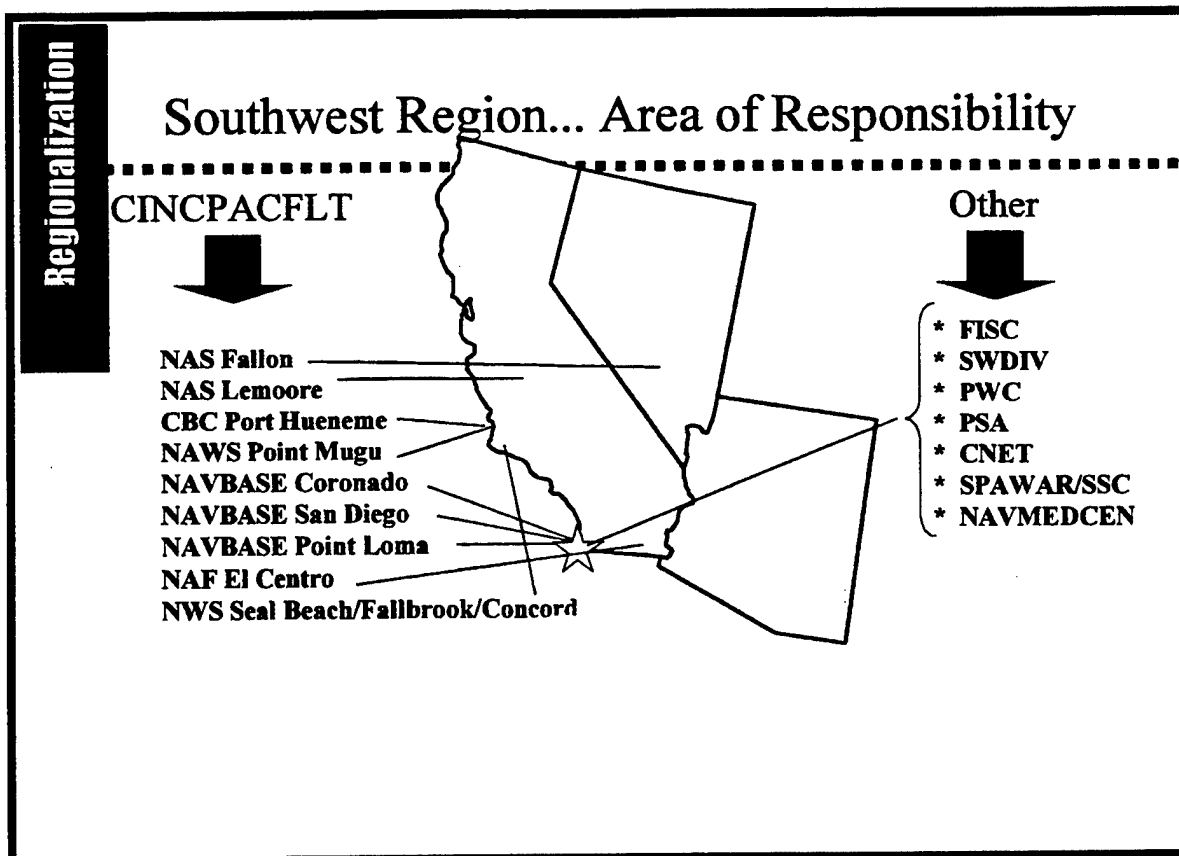 Regionalization
Southwest Region... Area of Responsibility
CINCPACFLT
NAS Fallon
NAS Lemoore
CBC Port Hueneme
NAWS Point Mugu
NAVBASE Coronado
NAVBASE San Diego
NAVBASE Point Loma
NAF El Centro
NWS Seal Beach/Fallbrook/Concord
Other
* FISC
* SWDIV
* PWC
* PSA
* CNET
* SPAWAR/SSC
* NAVMEDCEN